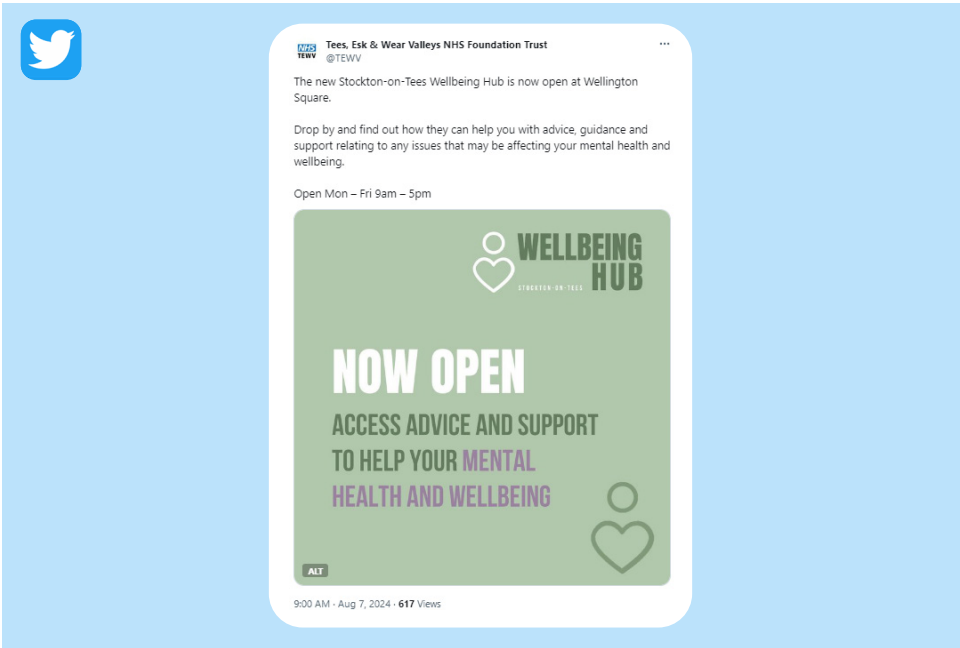 NHS
TEWV
Tees, Esk & Wear Valleys NHS Foundation Trust
@TEWV
The new Stockton-on-Tees Wellbeing Hub is now open at Wellington
Square.
Drop by and find out how they can help you with advice, guidance and
support relating to any issues that may be affecting your mental health and
wellbeing.
Open Mon – Fri 9am – 5pm
WELLBEING
STOCKTON-ON-TEES HUB
NOW OPEN
ACCESS ADVICE AND SUPPORT
TO HELP YOUR MENTAL
HEALTH AND WELLBEING
ALT
9:00 AM · Aug 7, 2024 · 617 Views